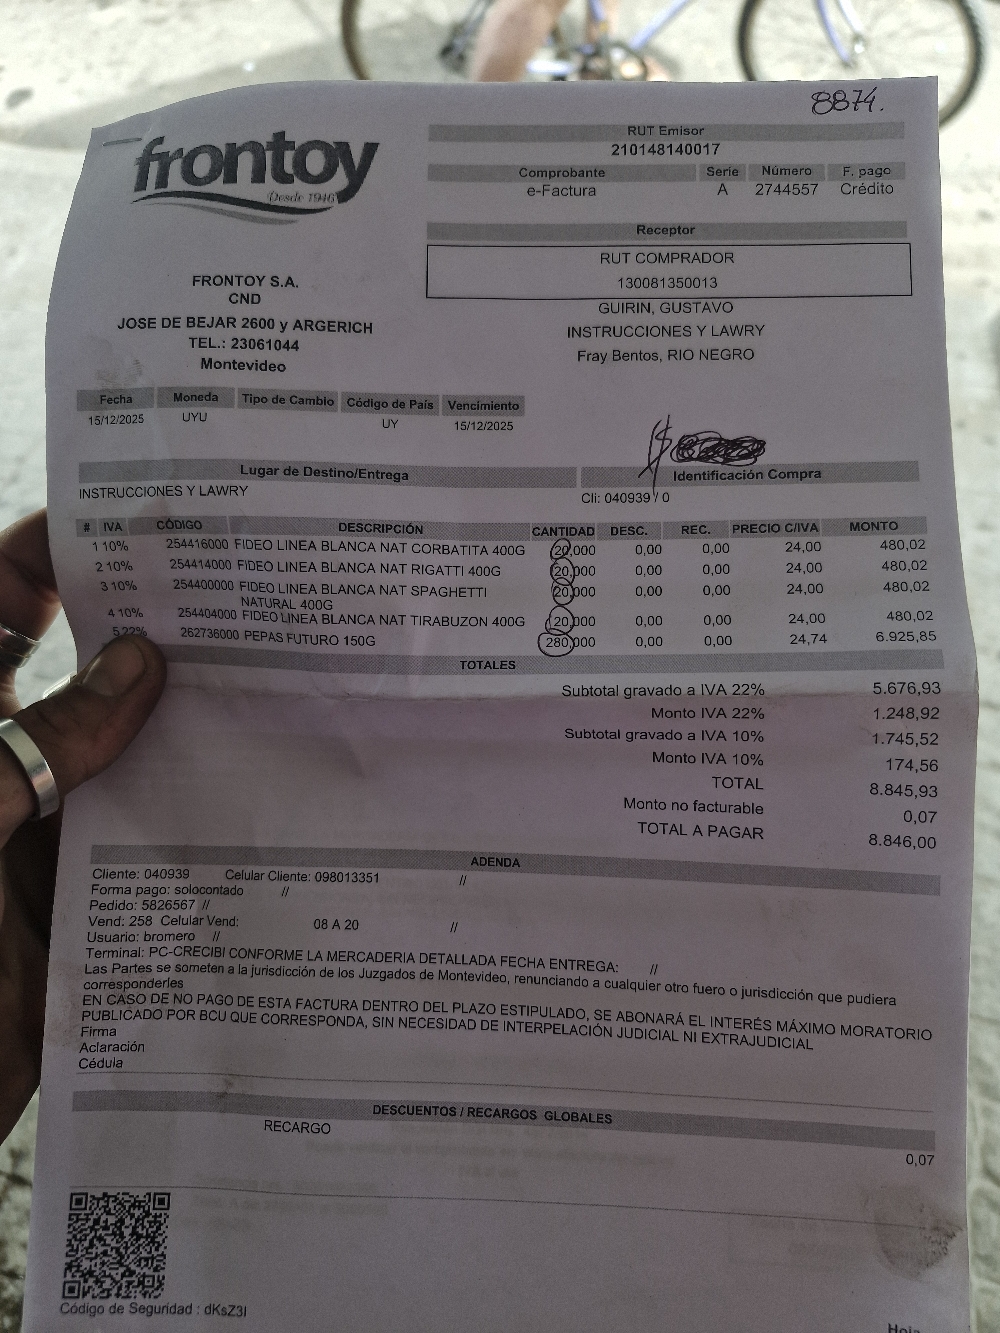 8874.
frontoy
Desde 1946
RUT Emisor
210148140017
Comprobante Serie Número F. pago
e-Factura A 2744557 Crédito
Receptor
RUT COMPRADOR
130081350013
GUIRIN, GUSTAVO
INSTRUCCIONES Y LAWRY
Fray Bentos, RIO NEGRO
FRONTOY S.A.
CND
JOSE DE BEJAR 2600 y ARGERICH
TEL.: 23061044
Montevideo
Fecha Moneda Tipo de Cambio Código de País Vencimiento
15/12/2025 UYU UY 15/12/2025
$
Lugar de Destino/Entrega Identificación Compra
INSTRUCCIONES Y LAWRY Cli: 040939 / 0
# IVA CÓDIGO DESCRIPCIÓN CANTIDAD DESC. REC. PRECIO C/IVA MONTO
1 10% 254416000 FIDEO LINEA BLANCA NAT CORBATITA 400G 20,000 0,00 0,00 24,00 480,02
2 10% 254414000 FIDEO LINEA BLANCA NAT RIGATTI 400G 20,000 0,00 0,00 24,00 480,02
3 10% 254400000 FIDEO LINEA BLANCA NAT SPAGHETTI 20,000 0,00 0,00 24,00 480,02
NATURAL 400G
4 10% 254404000 FIDEO LINEA BLANCA NAT TIRABUZON 400G 20,000 0,00 0,00 24,00 480,02
5 22% 262736000 PEPAS FUTURO 150G 280,000 0,00 0,00 24,74 6.925,85
TOTALES
Subtotal gravado a IVA 22% 5.676,93
Monto IVA 22% 1.248,92
Subtotal gravado a IVA 10% 1.745,52
Monto IVA 10% 174,56
TOTAL 8.845,93
Monto no facturable 0,07
TOTAL A PAGAR 8.846,00
ADENDA
Cliente: 040939 Celular Cliente: 098013351 //
Forma pago: solocontado //
Pedido: 5826567 //
Vend: 258 Celular Vend: 08 A 20 //
Usuario: bromero //
Terminal: PC-CRECIBI CONFORME LA MERCADERIA DETALLADA FECHA ENTREGA: //
Las Partes se someten a la jurisdicción de los Juzgados de Montevideo, renunciando a cualquier otro fuero o jurisdicción que pudiera
corresponderles
EN CASO DE NO PAGO DE ESTA FACTURA DENTRO DEL PLAZO ESTIPULADO, SE ABONARÁ EL INTERÉS MÁXIMO MORATORIO
PUBLICADO POR BCU QUE CORRESPONDA, SIN NECESIDAD DE INTERPELACIÓN JUDICIAL NI EXTRAJUDICIAL
Firma
Aclaración
Cédula
DESCUENTOS / RECARGOS GLOBALES
RECARGO 0,07
Código de Seguridad : dKsZ3I